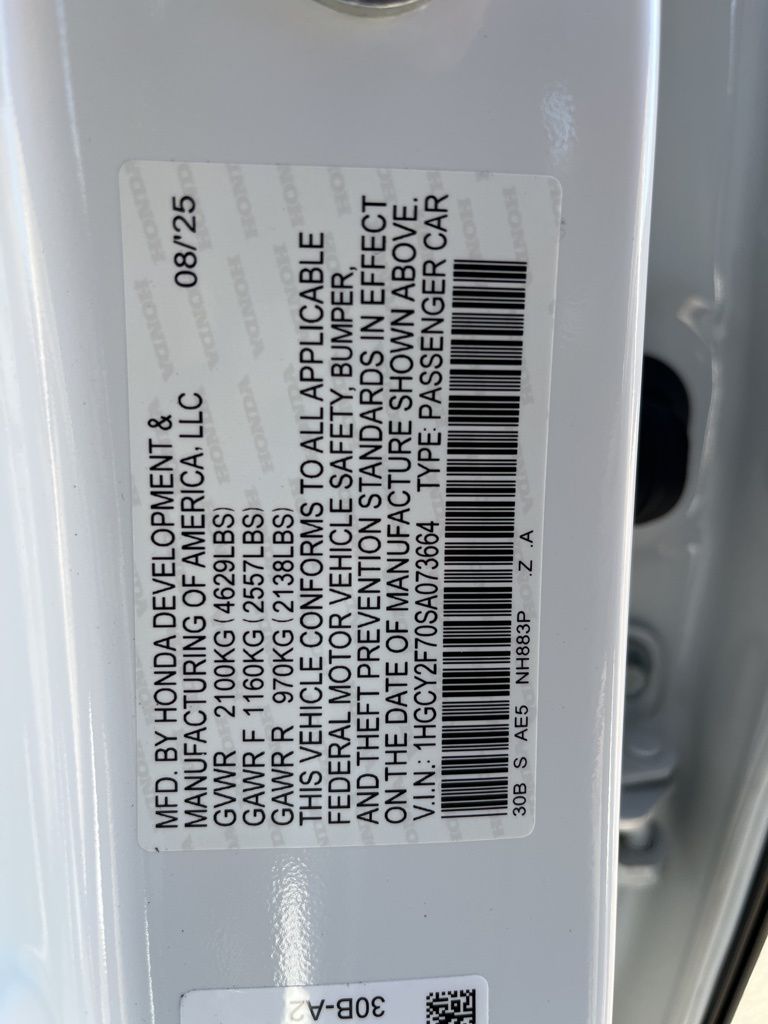 MFD. BY HONDA DEVELOPMENT & 08/'25
MANUFACTURING OF AMERICA, LLC
GVWR 2100KG (4629LBS)
GAWR F 1160KG (2557LBS)
GAWR R 970KG (2138LBS)
THIS VEHICLE CONFORMS TO ALL APPLICABLE
FEDERAL MOTOR VEHICLE SAFETY, BUMPER,
AND THEFT PREVENTION STANDARDS IN EFFECT
ON THE DATE OF MANUFACTURE SHOWN ABOVE.
V.I.N.: 1HGCY2F70SA073664 TYPE: PASSENGER CAR
30B S AE5 NH883P .Z .A
30B-A2